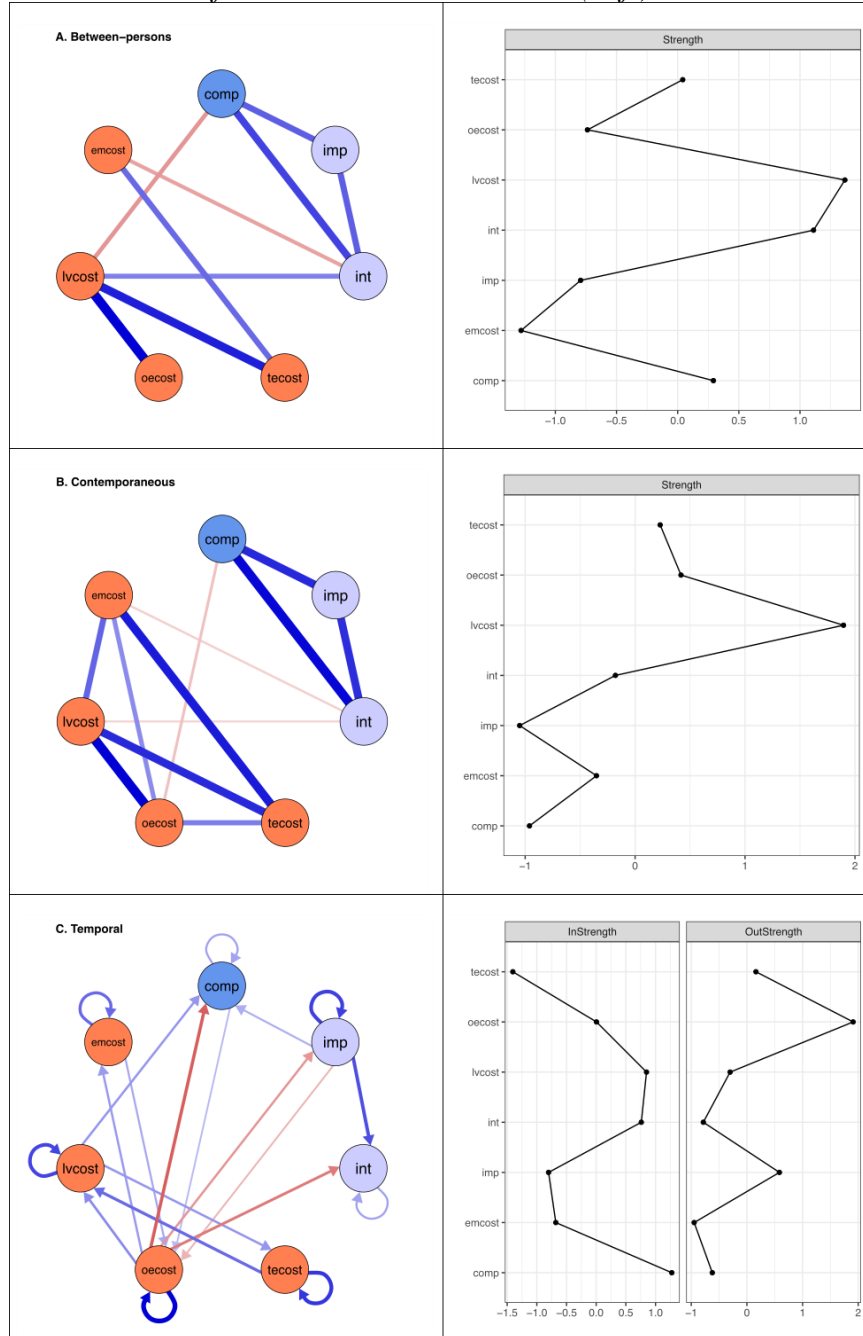 A. Between-persons
comp
emcost
imp
lvcost
int
oecost
tecost
Strength
tecost
oecost
lvcost
int
imp
emcost
comp
−1.0 −0.5 0.0 0.5 1.0
B. Contemporaneous
comp
emcost
imp
lvcost
int
oecost
tecost
Strength
tecost
oecost
lvcost
int
imp
emcost
comp
−1 0 1 2
C. Temporal
comp
emcost
imp
lvcost
int
oecost
tecost
InStrength OutStrength
tecost
oecost
lvcost
int
imp
emcost
comp
−1.5 −1.0 −0.5 0.0 0.5 1.0 −1 0 1 2